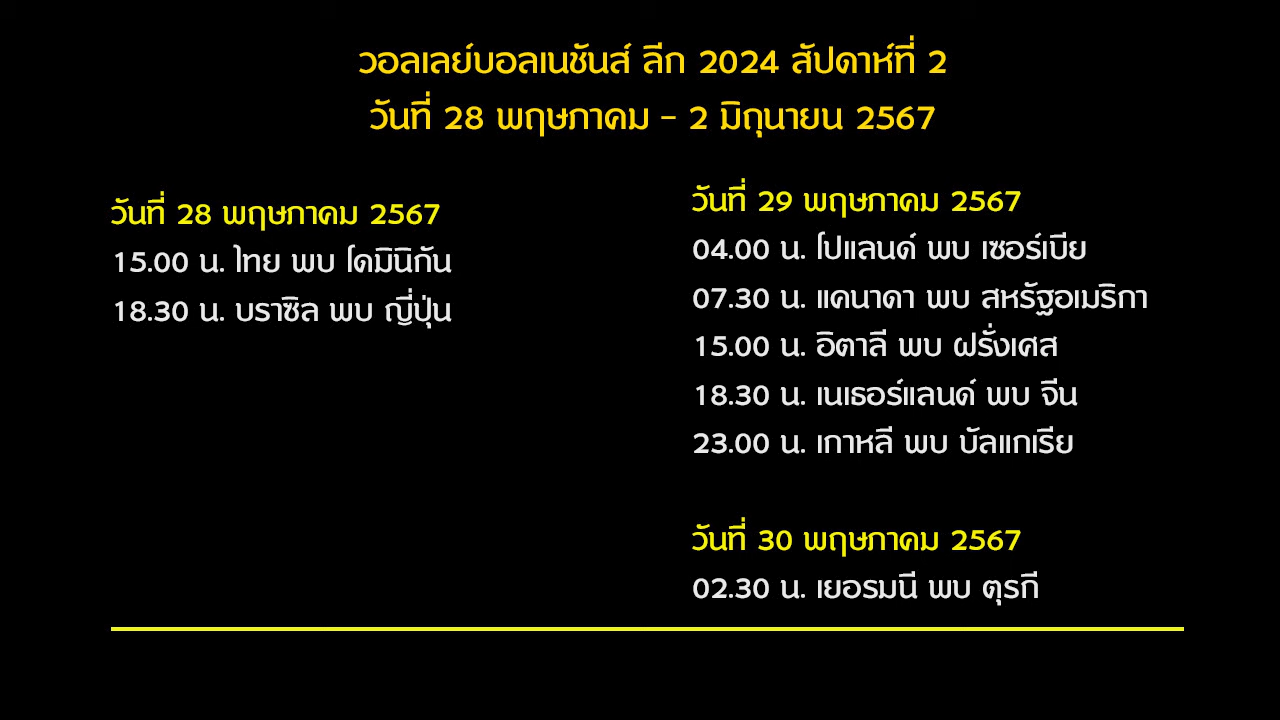 วอลเลย์บอลเนชันส์ ลีก 2024 สัปดาห์ที่ 2
วันที่ 28 พฤษภาคม - 2 มิถุนายน 2567
วันที่ 28 พฤษภาคม 2567
15.00 น. ไทย พบ โดมินิกัน
18.30 น. บราซิล พบ ญี่ปุ่น
วันที่ 29 พฤษภาคม 2567
04.00 น. โปแลนด์ พบ เซอร์เบีย
07.30 น. แคนาดา พบ สหรัฐอเมริกา
15.00 น. อิตาลี พบ ฝรั่งเศส
18.30 น. เนเธอร์แลนด์ พบ จีน
23.00 น. เกาหลี พบ บัลแกเรีย
วันที่ 30 พฤษภาคม 2567
02.30 น. เยอรมนี พบ ตุรกี